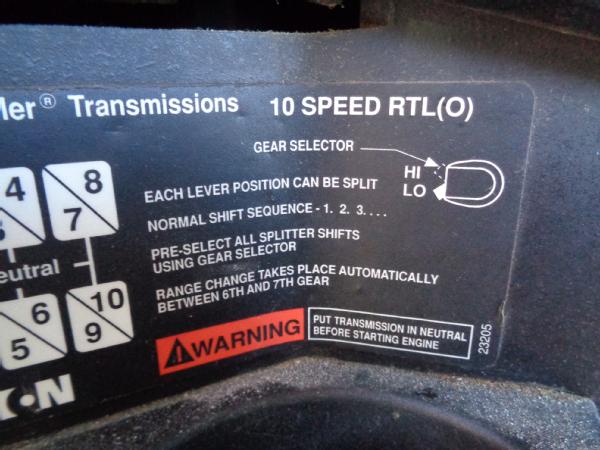 Transmissions 10 SPEED RTL(O)
GEAR SELECTOR
HI
LO
4
8
7
EACH LEVER POSITION CAN BE SPLIT
NORMAL SHIFT SEQUENCE - 1. 2. 3. . . .
PRE-SELECT ALL SPLITTER SHIFTS
USING GEAR SELECTOR
RANGE CHANGE TAKES PLACE AUTOMATICALLY
BETWEEN 6TH AND 7TH GEAR
eutral
6
5
10
9
WARNING
PUT TRANSMISSION IN NEUTRAL
BEFORE STARTING ENGINE
23205